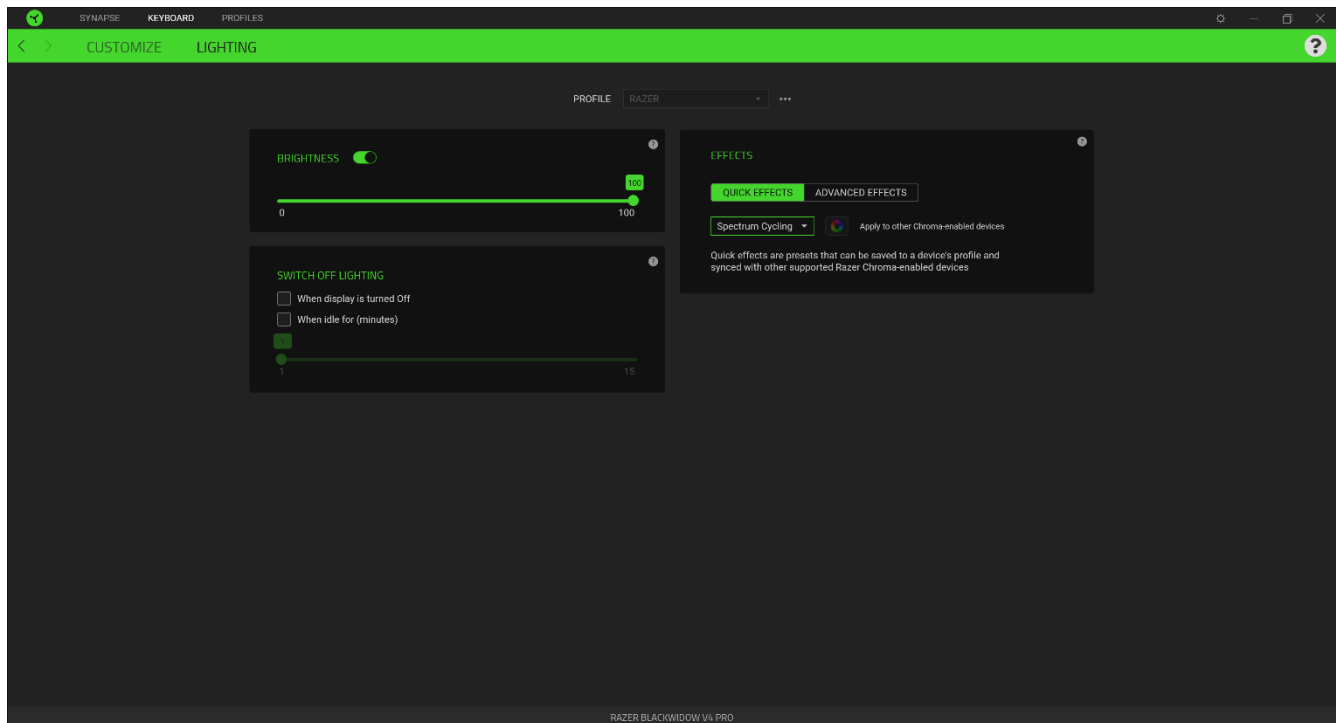 SYNAPSE KEYBOARD PROFILES
CUSTOMIZE LIGHTING ?
PROFILE RAZER
BRIGHTNESS ?
100
0 100
SWITCH OFF LIGHTING ?
When display is turned Off
When idle for (minutes)
1
1 15
EFFECTS ?
QUICK EFFECTS ADVANCED EFFECTS
Spectrum Cycling Apply to other Chroma-enabled devices
Quick effects are presets that can be saved to a device's profile and
synced with other supported Razer Chroma-enabled devices
RAZER BLACKWIDOW V4 PRO